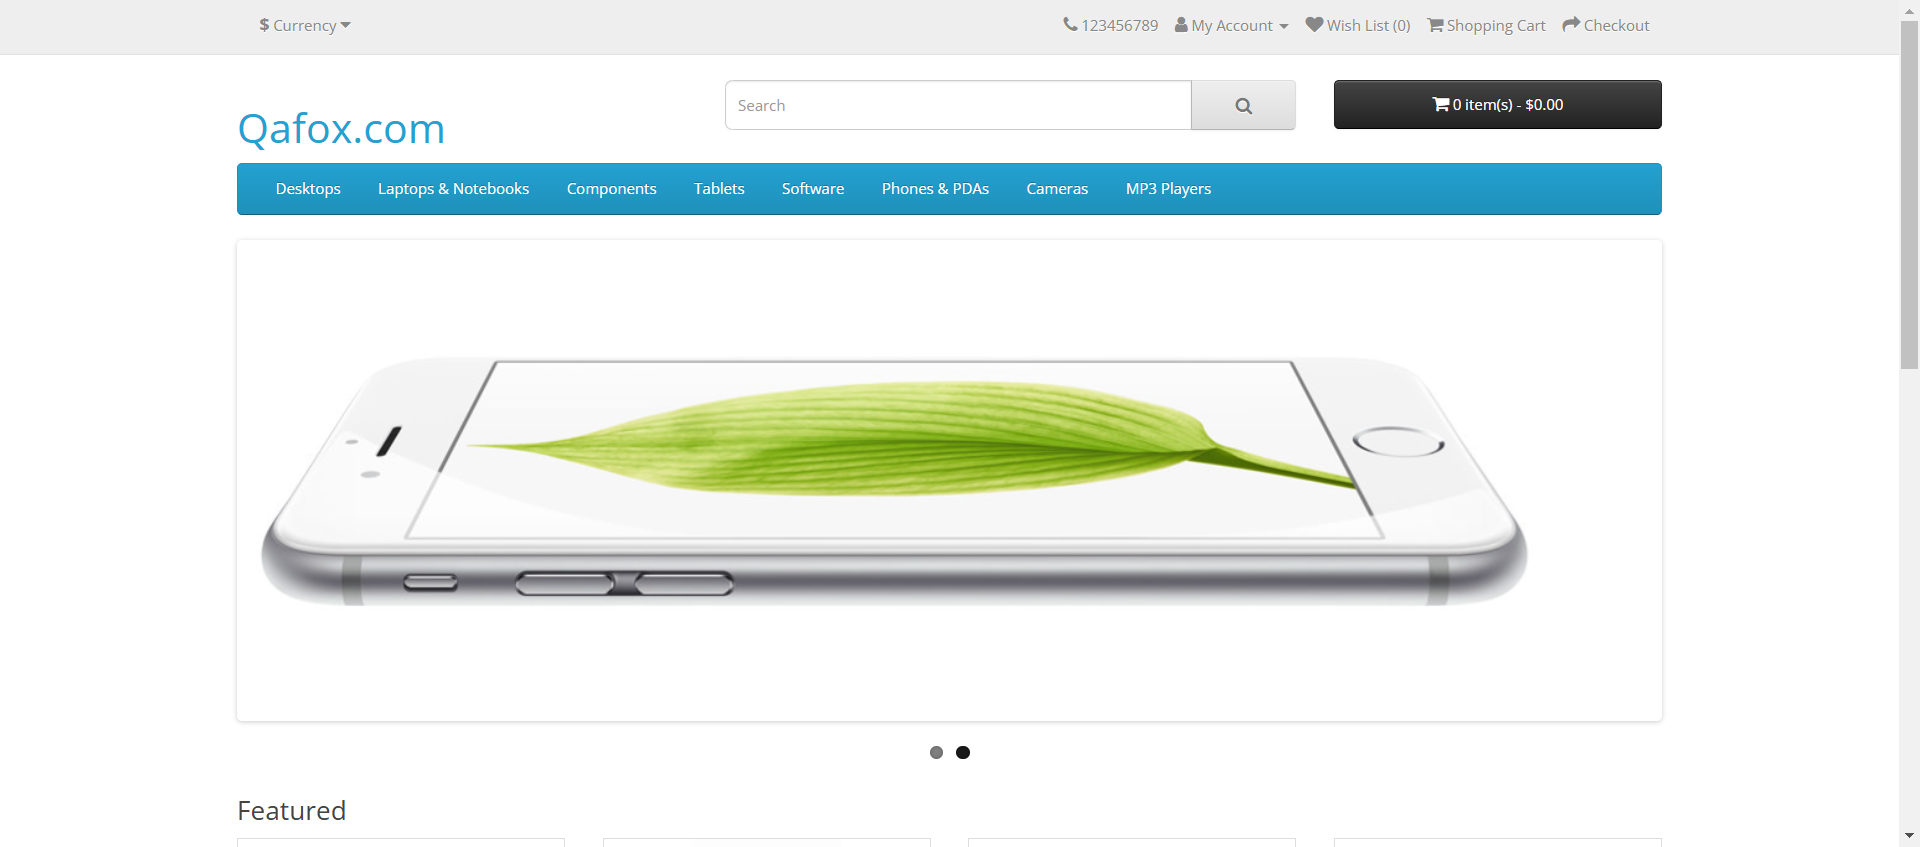 $ Currency
123456789 My Account Wish List (0) Shopping Cart Checkout
Search
0 item(s) - $0.00
Qafox.com
Desktops Laptops & Notebooks Components Tablets Software Phones & PDAs Cameras MP3 Players
Featured